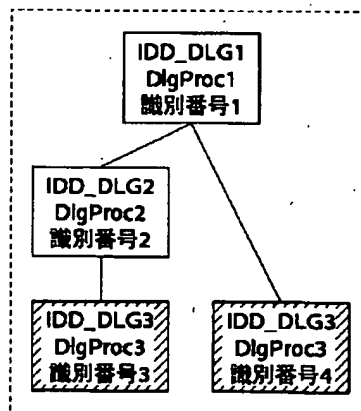 IDD_DLG1
DlgProc1
識別番号1
IDD_DLG2
DlgProc2
識別番号2
IDD_DLG3
DlgProc3
識別番号3
IDD_DLG3
DlgProc3
識別番号4